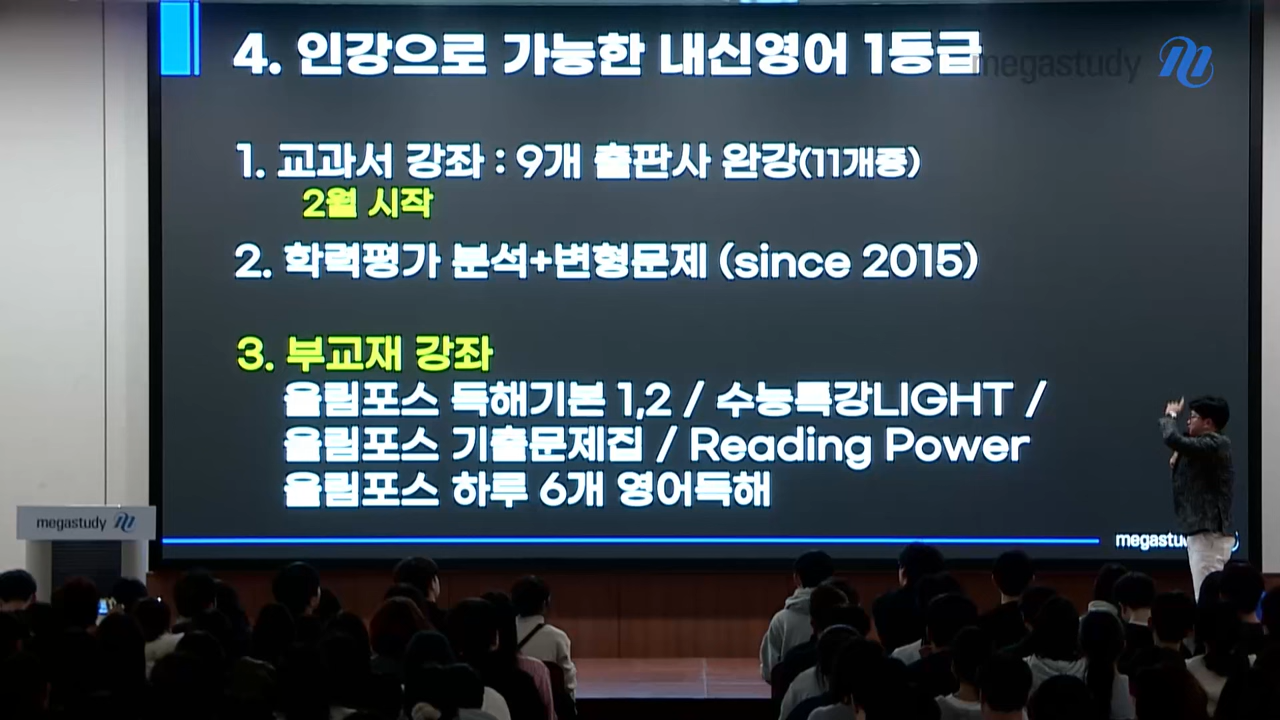 4. 인강으로 가능한 내신영어 1등급
megastudy
1. 교과서 강좌 : 9개 출판사 완강(11개중)
2월 시작
2. 학력평가 분석+변형문제 (since 2015)
3. 부교재 강좌
올림포스 독해기본 1,2 / 수능특강LIGHT /
올림포스 기출문제집 / Reading Power
올림포스 하루 6개 영어독해
megastudy
megastu